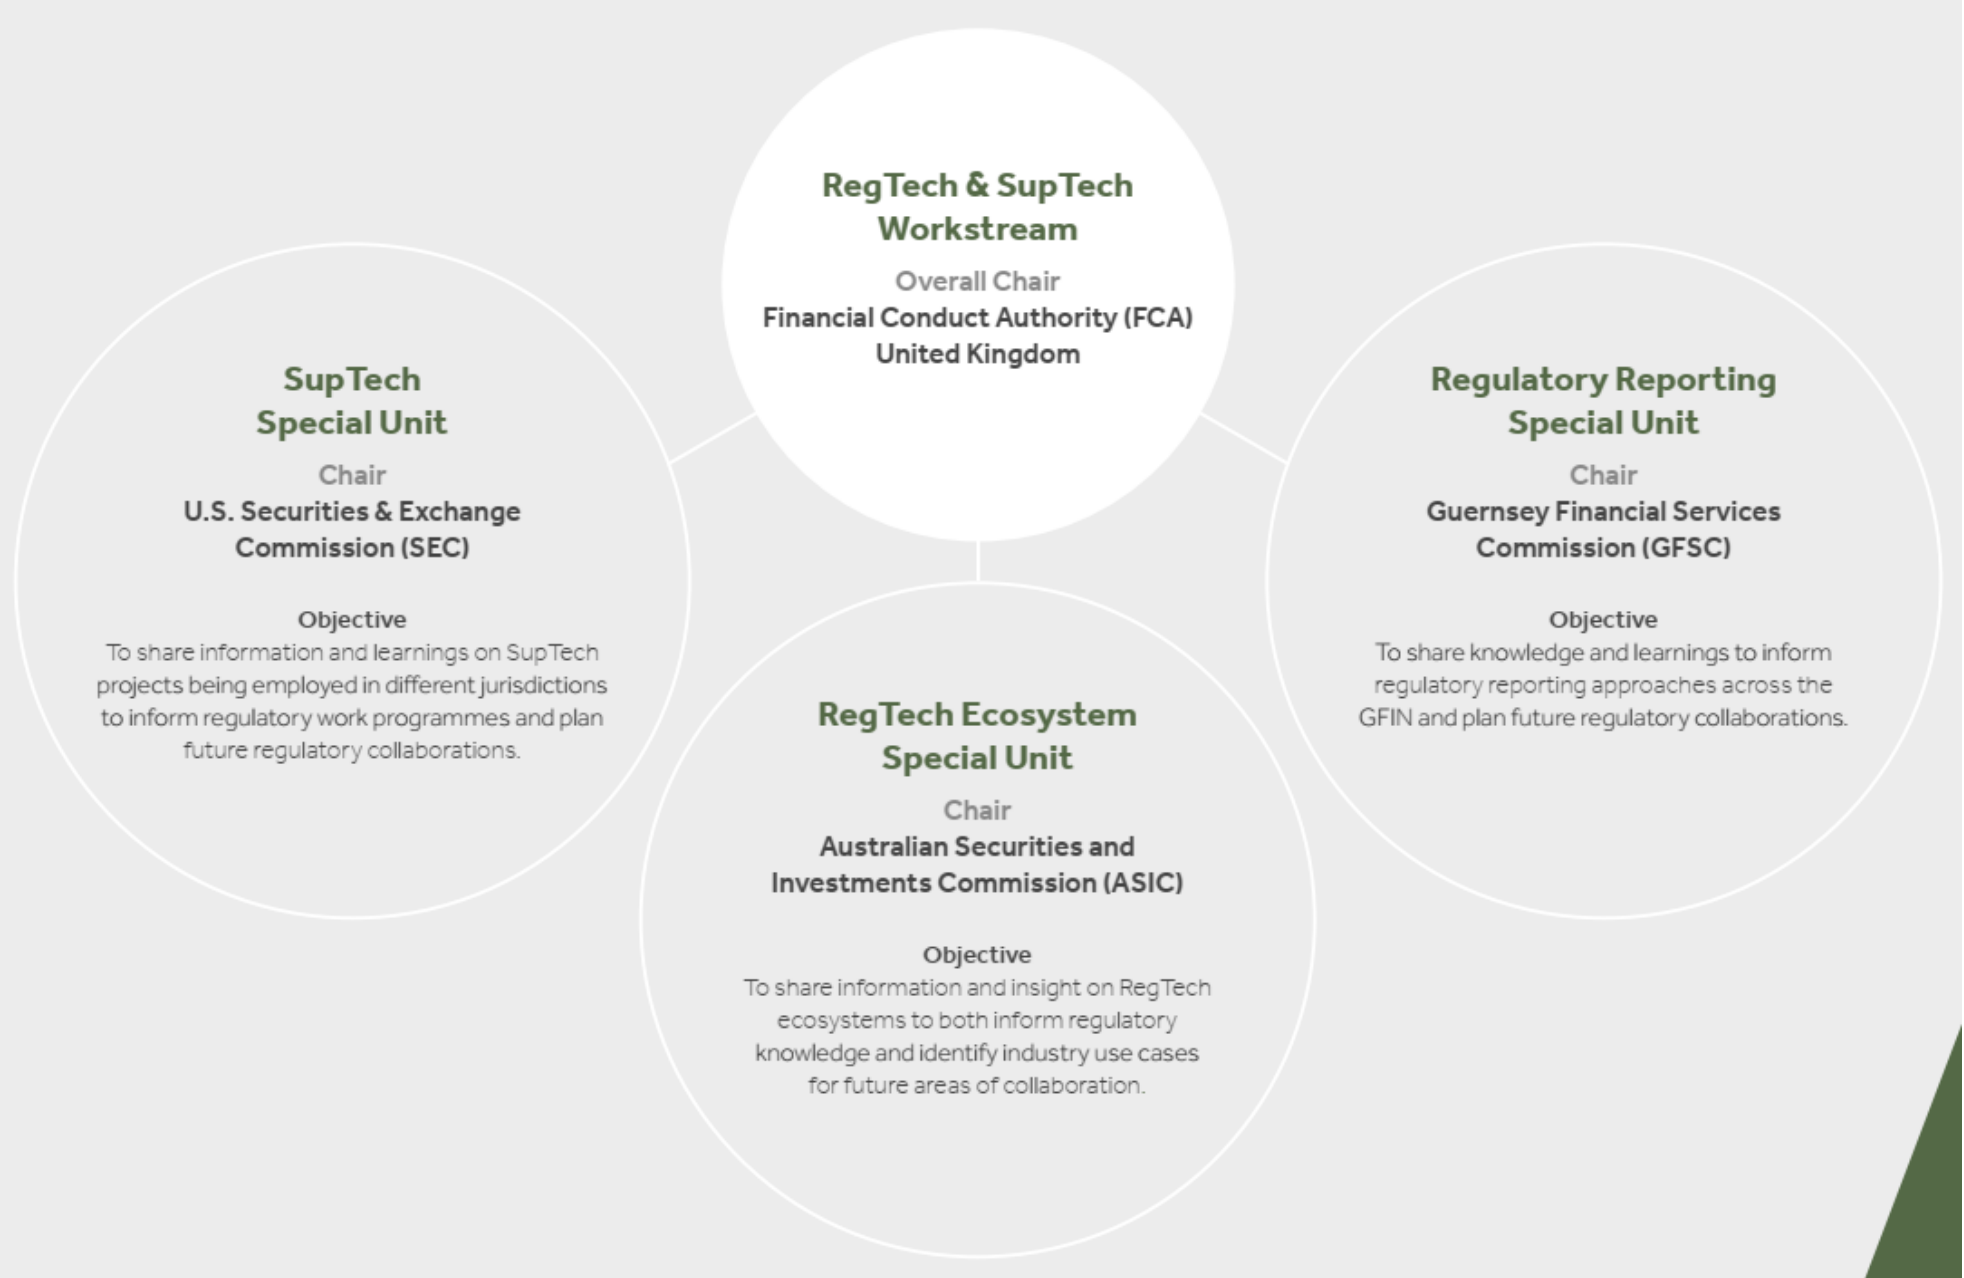 RegTech & SupTech
Workstream
Overall Chair
Financial Conduct Authority (FCA)
United Kingdom
SupTech
Special Unit
Chair
U.S. Securities & Exchange
Commission (SEC)
Objective
To share information and learnings on SupTech
projects being employed in different jurisdictions
to inform regulatory work programmes and plan
future regulatory collaborations.
RegTech Ecosystem
Special Unit
Chair
Australian Securities and
Investments Commission (ASIC)
Objective
To share information and insight on RegTech
ecosystems to both inform regulatory
knowledge and identify industry use cases
for future areas of collaboration.
Regulatory Reporting
Special Unit
Chair
Guernsey Financial Services
Commission (GFSC)
Objective
To share knowledge and learnings to inform
regulatory reporting approaches across the
GFIN and plan future regulatory collaborations.